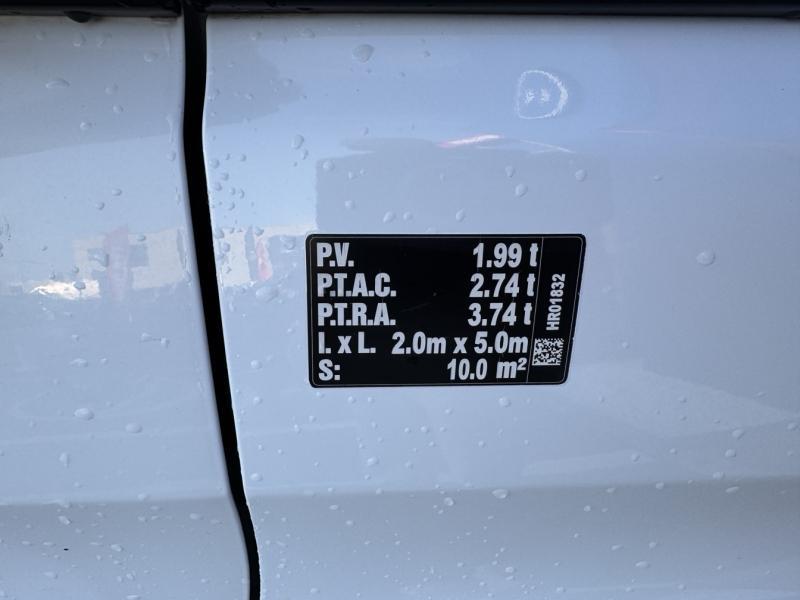 P.V. 1.99 t
P.T.A.C. 2.74 t
P.T.R.A. 3.74 t
l. x L. 2.0m x 5.0m
S: 10.0 m²
HR01832